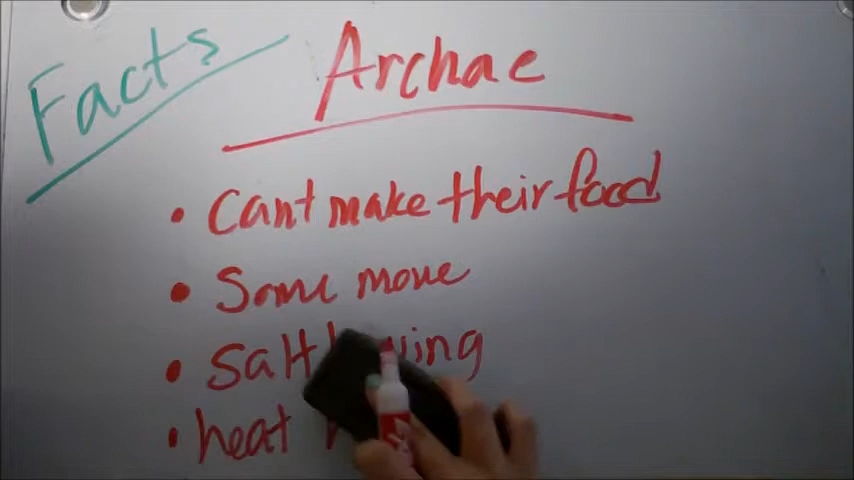 Facts
Archae
• Cant make their food
• Some move
• Salt
• heat